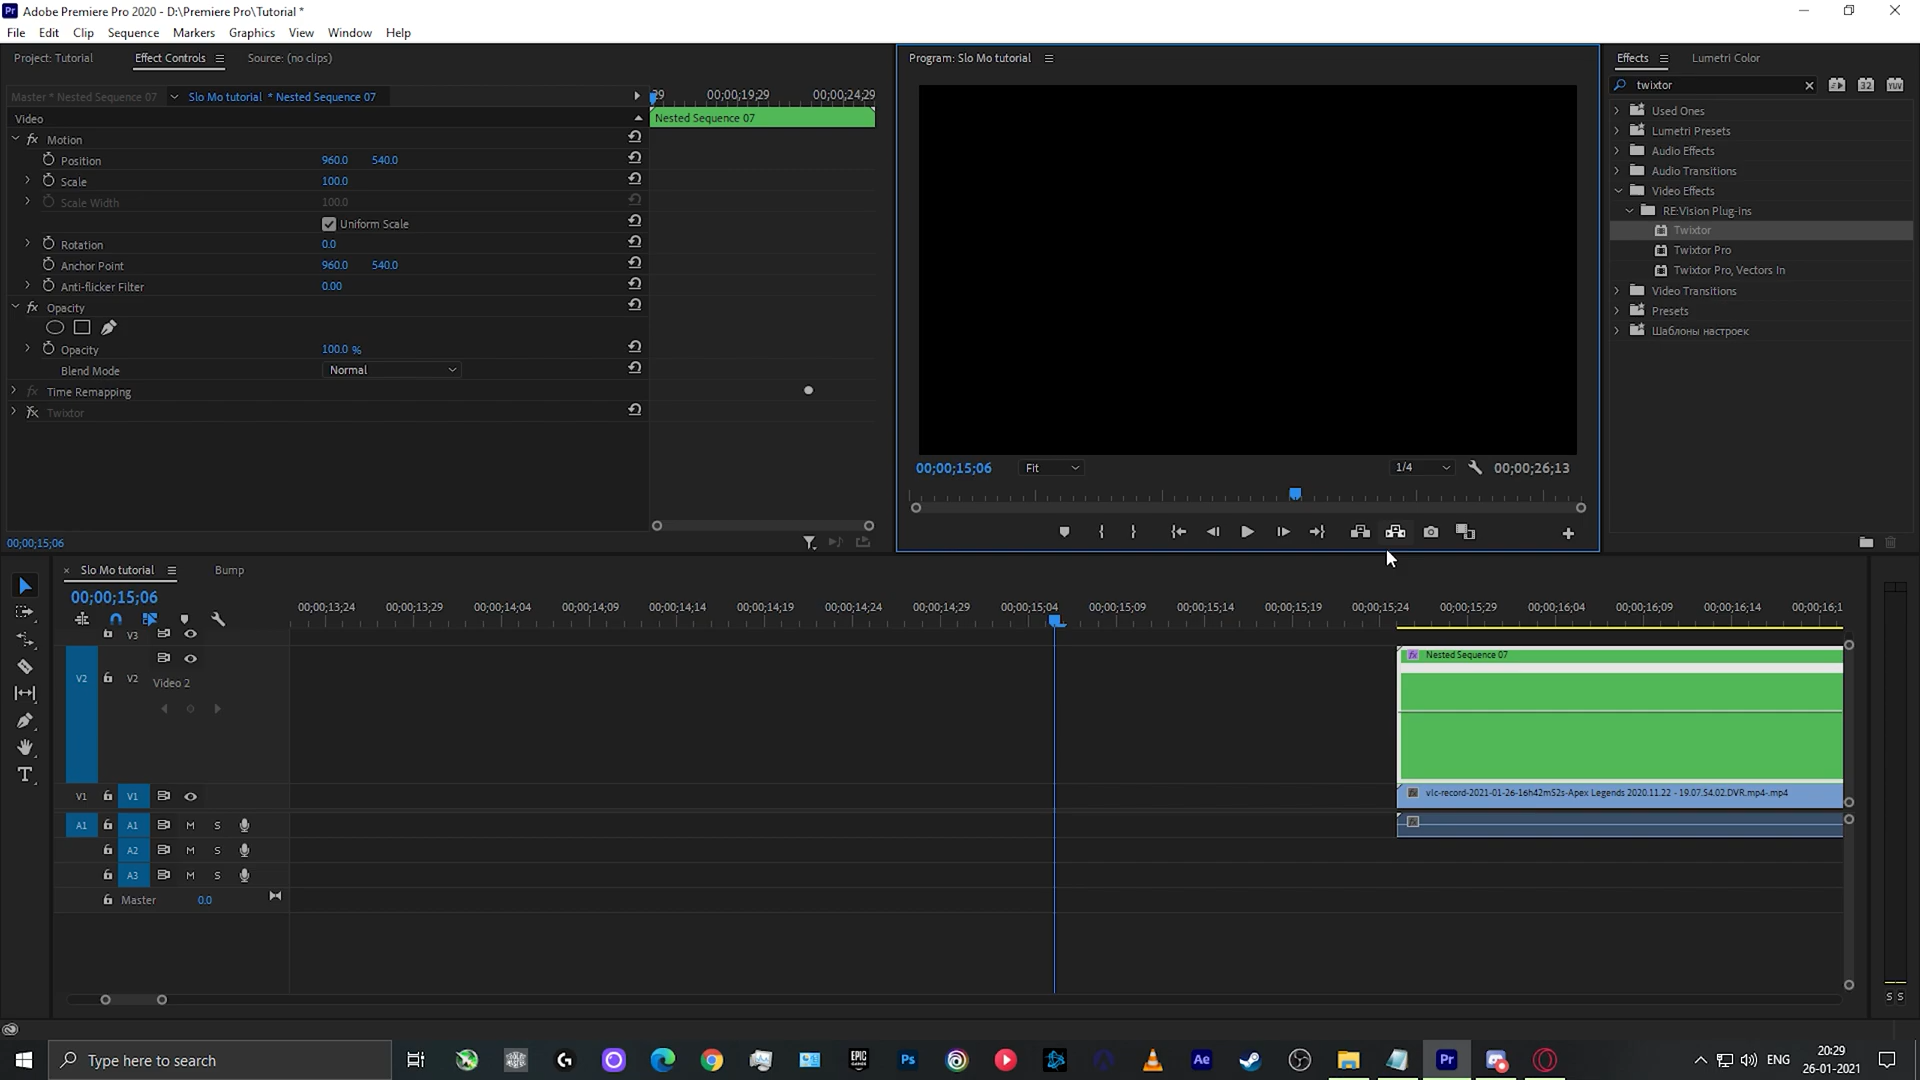 Adobe Premiere Pro 2020 - D:\Premiere Pro\Tutorial *
File Edit Clip Sequence Markers Graphics View Window Help
Project: Tutorial Effect Controls Source: (no clips)
Program: Slo Mo tutorial
Effects Lumetri Color
Master * Nested Sequence 07 Slo Mo tutorial * Nested Sequence 07
;29 00;00;19;29 00;00;24;29
twixtor
Video
Nested Sequence 07
Motion
Position 960.0 540.0
Scale 100.0
Scale Width 100.0
Uniform Scale
Rotation 0.0
Anchor Point 960.0 540.0
Anti-flicker Filter 0.00
Opacity
Opacity 100.0 %
Blend Mode Normal
Time Remapping
Twixtor
00;00;15;06
Used Ones
Lumetri Presets
Audio Effects
Audio Transitions
Video Effects
RE:Vision Plug-ins
Twixtor
Twixtor Pro
Twixtor Pro, Vectors In
Video Transitions
Presets
Шаблоны настроек
00;00;15;06 Fit 1/4 00;00;26;13
Slo Mo tutorial Bump
00;00;15;06
00;00;13;24 00;00;13;29 00;00;14;04 00;00;14;09 00;00;14;14 00;00;14;19 00;00;14;24 00;00;14;29 00;00;15;04 00;00;15;09 00;00;15;14 00;00;15;19 00;00;15;24 00;00;15;29 00;00;16;04 00;00;16;09 00;00;16;14 00;00;16;1
V3
V2 V2 Video 2
fx Nested Sequence 07
V1 V1
vlc-record-2021-01-26-16h42m52s-Apex Legends 2020.11.22 - 19.07.54.02.DVR.mp4-.mp4
A1 A1 M S
A2 M S
A3 M S
Master 0.0
S S
Type here to search
EPIC GAMES
Ps
Ae
Pr
ENG
20:29
26-01-2021